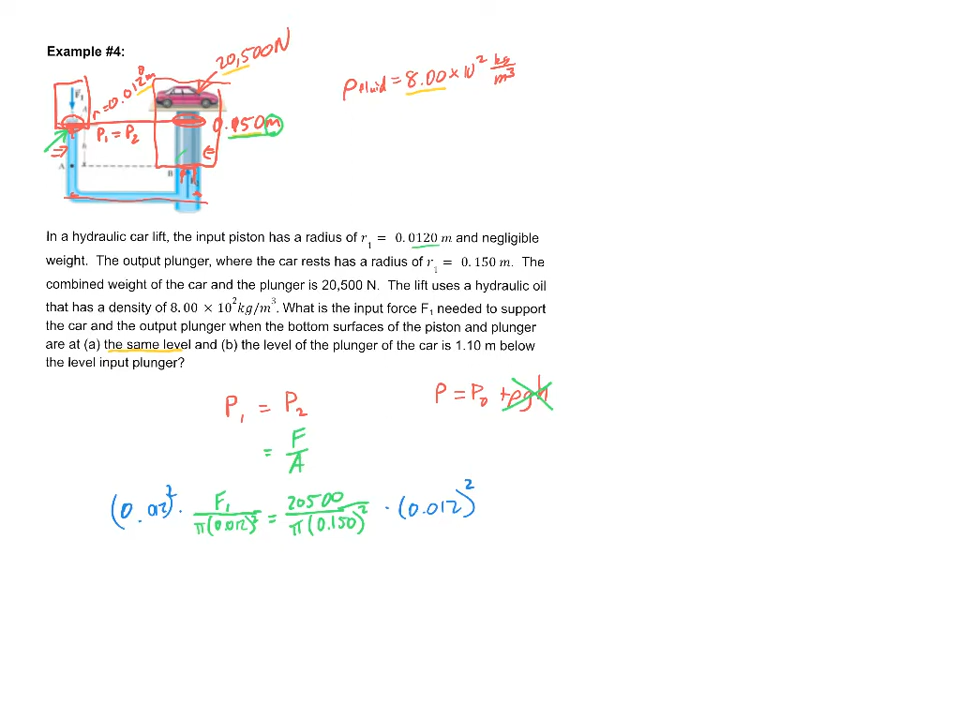 Example #4:
20,500N
ρfluid = 8.00 × 10² kg/m³
r = 0.0120 m
F₁
0.150 m
P₁ = P₂
A
B
In a hydraulic car lift, the input piston has a radius of r₁ = 0.0120 m and negligible
weight. The output plunger, where the car rests has a radius of r₁ = 0.150 m. The
combined weight of the car and the plunger is 20,500 N. The lift uses a hydraulic oil
that has a density of 8.00 × 10²kg/m³. What is the input force F₁ needed to support
the car and the output plunger when the bottom surfaces of the piston and plunger
are at (a) the same level and (b) the level of the plunger of the car is 1.10 m below
the level input plunger?
P₁ = P₂
P = P₀ + ρgh
= F/A
(0.012)² · F₁/π(0.012)² = 20500/π(0.150)² · (0.012)²